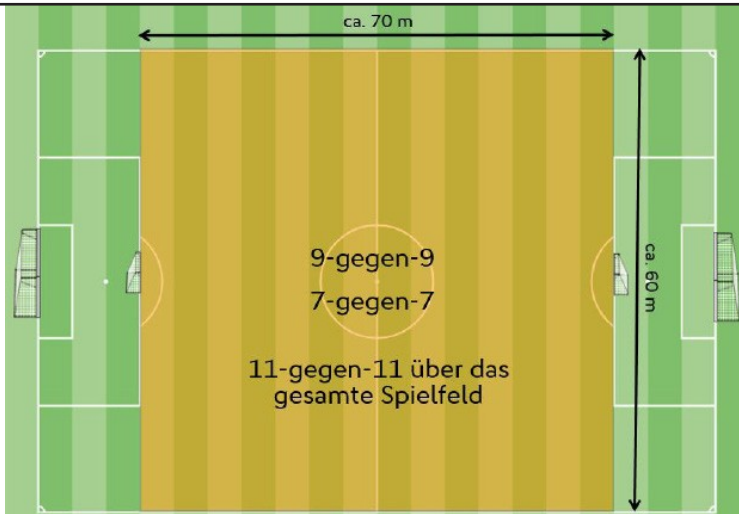 ca. 70 m
9-gegen-9
ca. 60 m
7-gegen-7
11-gegen-11 über das
gesamte Spielfeld